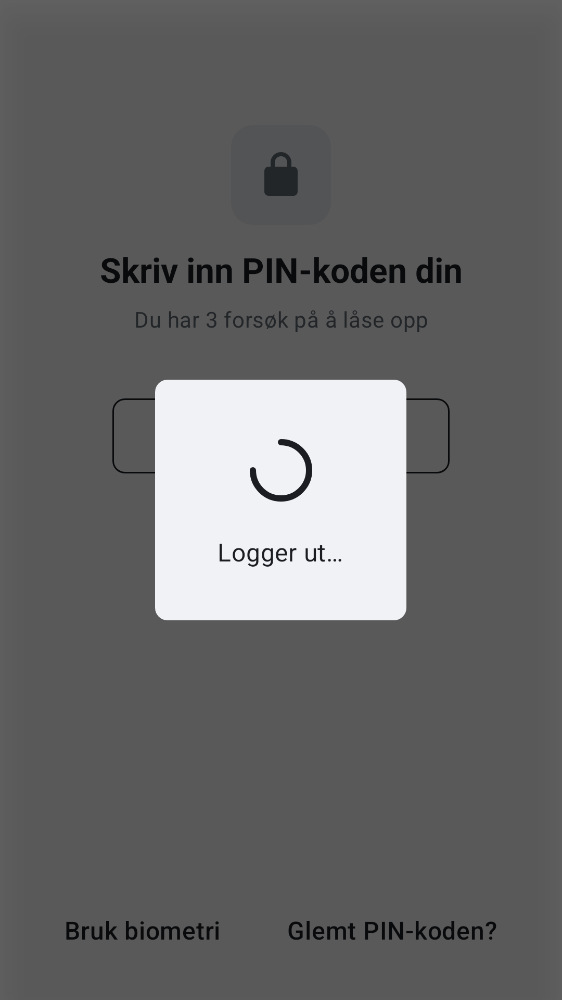 Skriv inn PIN-koden din
Du har 3 forsøk på å låse opp
Logger ut...
Bruk biometri
Glemt PIN-koden?